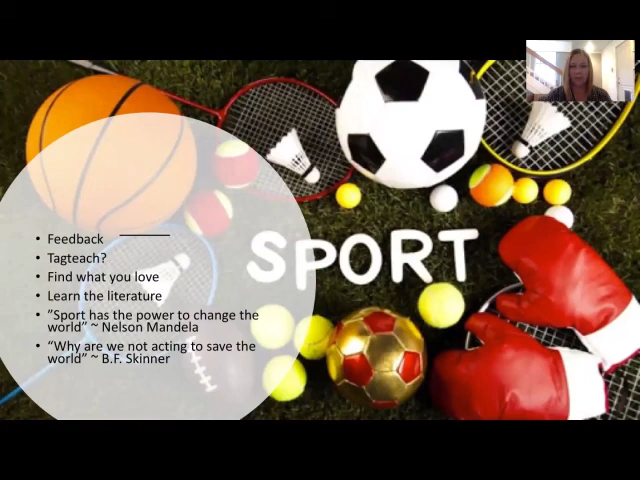 • Feedback
• Tagteach?
• Find what you love
• Learn the literature
• ”Sport has the power to change the
world” ~ Nelson Mandela
• “Why are we not acting to save the
world” ~ B.F. Skinner
SPORT